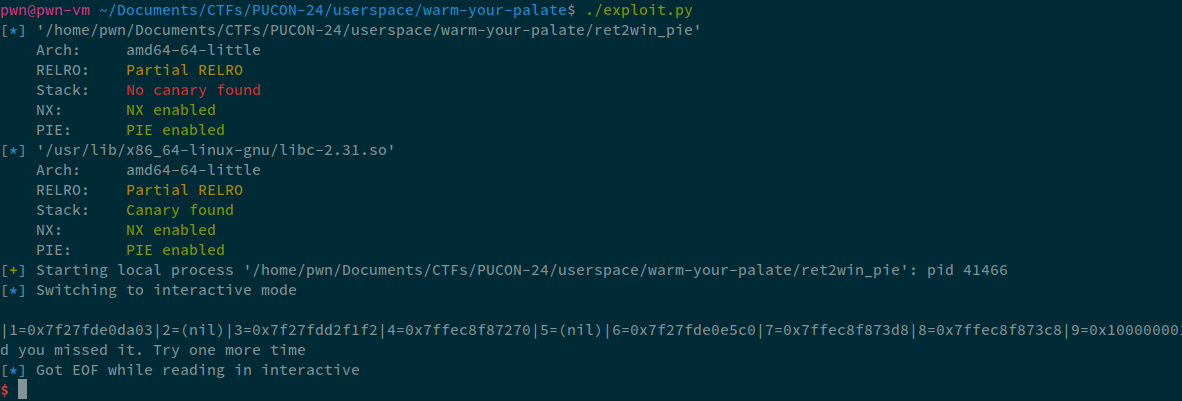 pwn@pwn-vm ~/Documents/CTFs/PUCON-24/userspace/warm-your-palate$ ./exploit.py
[*] '/home/pwn/Documents/CTFs/PUCON-24/userspace/warm-your-palate/ret2win_pie'
    Arch:     amd64-64-little
    RELRO:    Partial RELRO
    Stack:    No canary found
    NX:       NX enabled
    PIE:      PIE enabled
[*] '/usr/lib/x86_64-linux-gnu/libc-2.31.so'
    Arch:     amd64-64-little
    RELRO:    Partial RELRO
    Stack:    Canary found
    NX:       NX enabled
    PIE:      PIE enabled
[+] Starting local process '/home/pwn/Documents/CTFs/PUCON-24/userspace/warm-your-palate/ret2win_pie': pid 41466
[*] Switching to interactive mode
|1=0x7f27fde0da03|2=(nil)|3=0x7f27fdd2f1f2|4=0x7ffec8f87270|5=(nil)|6=0x7f27fde0e5c0|7=0x7ffec8f873d8|8=0x7ffec8f873c8|9=0x10000000
d you missed it. Try one more time
[*] Got EOF while reading in interactive
$